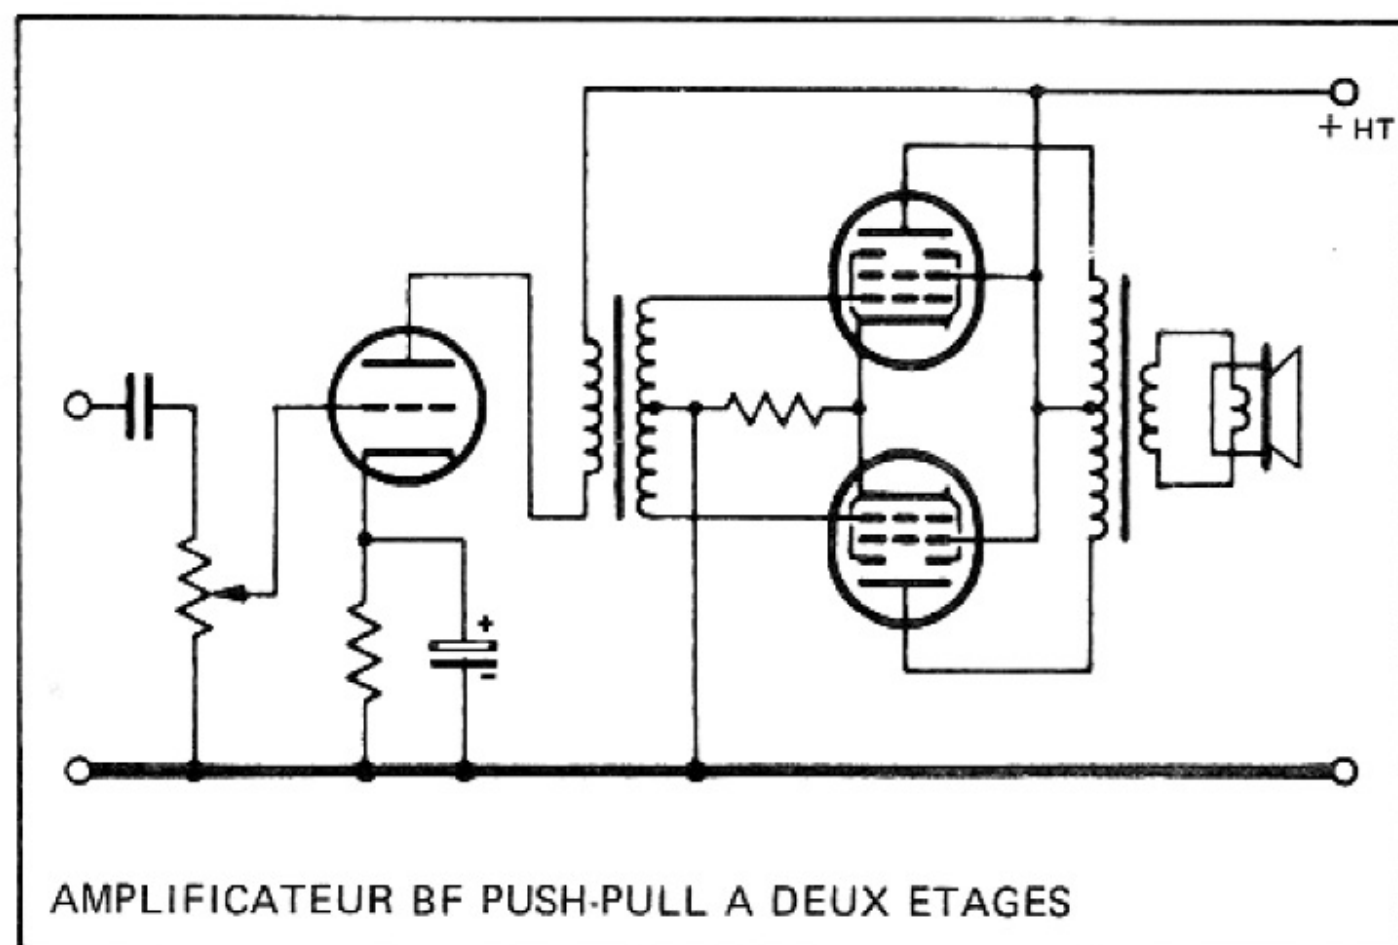 + HT
+
-
AMPLIFICATEUR BF PUSH-PULL A DEUX ETAGES